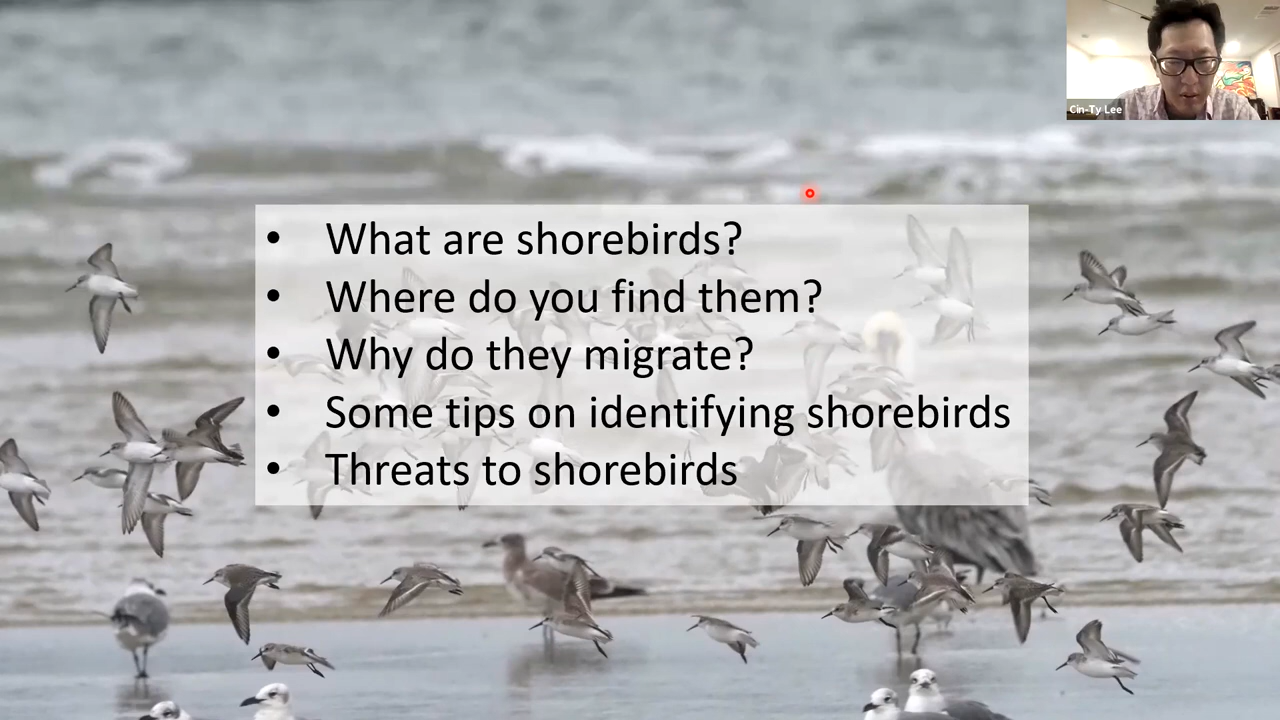 Cin-Ty Lee
• What are shorebirds?
• Where do you find them?
• Why do they migrate?
• Some tips on identifying shorebirds
• Threats to shorebirds